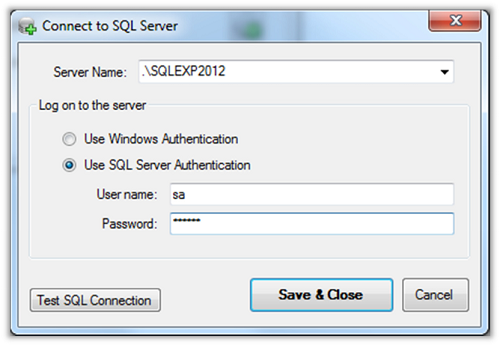 Connect to SQL Server
Server Name: .\SQLEXP2012
Log on to the server
Use Windows Authentication
Use SQL Server Authentication
User name: sa
Password: ••••••
Test SQL Connection
Save & Close
Cancel